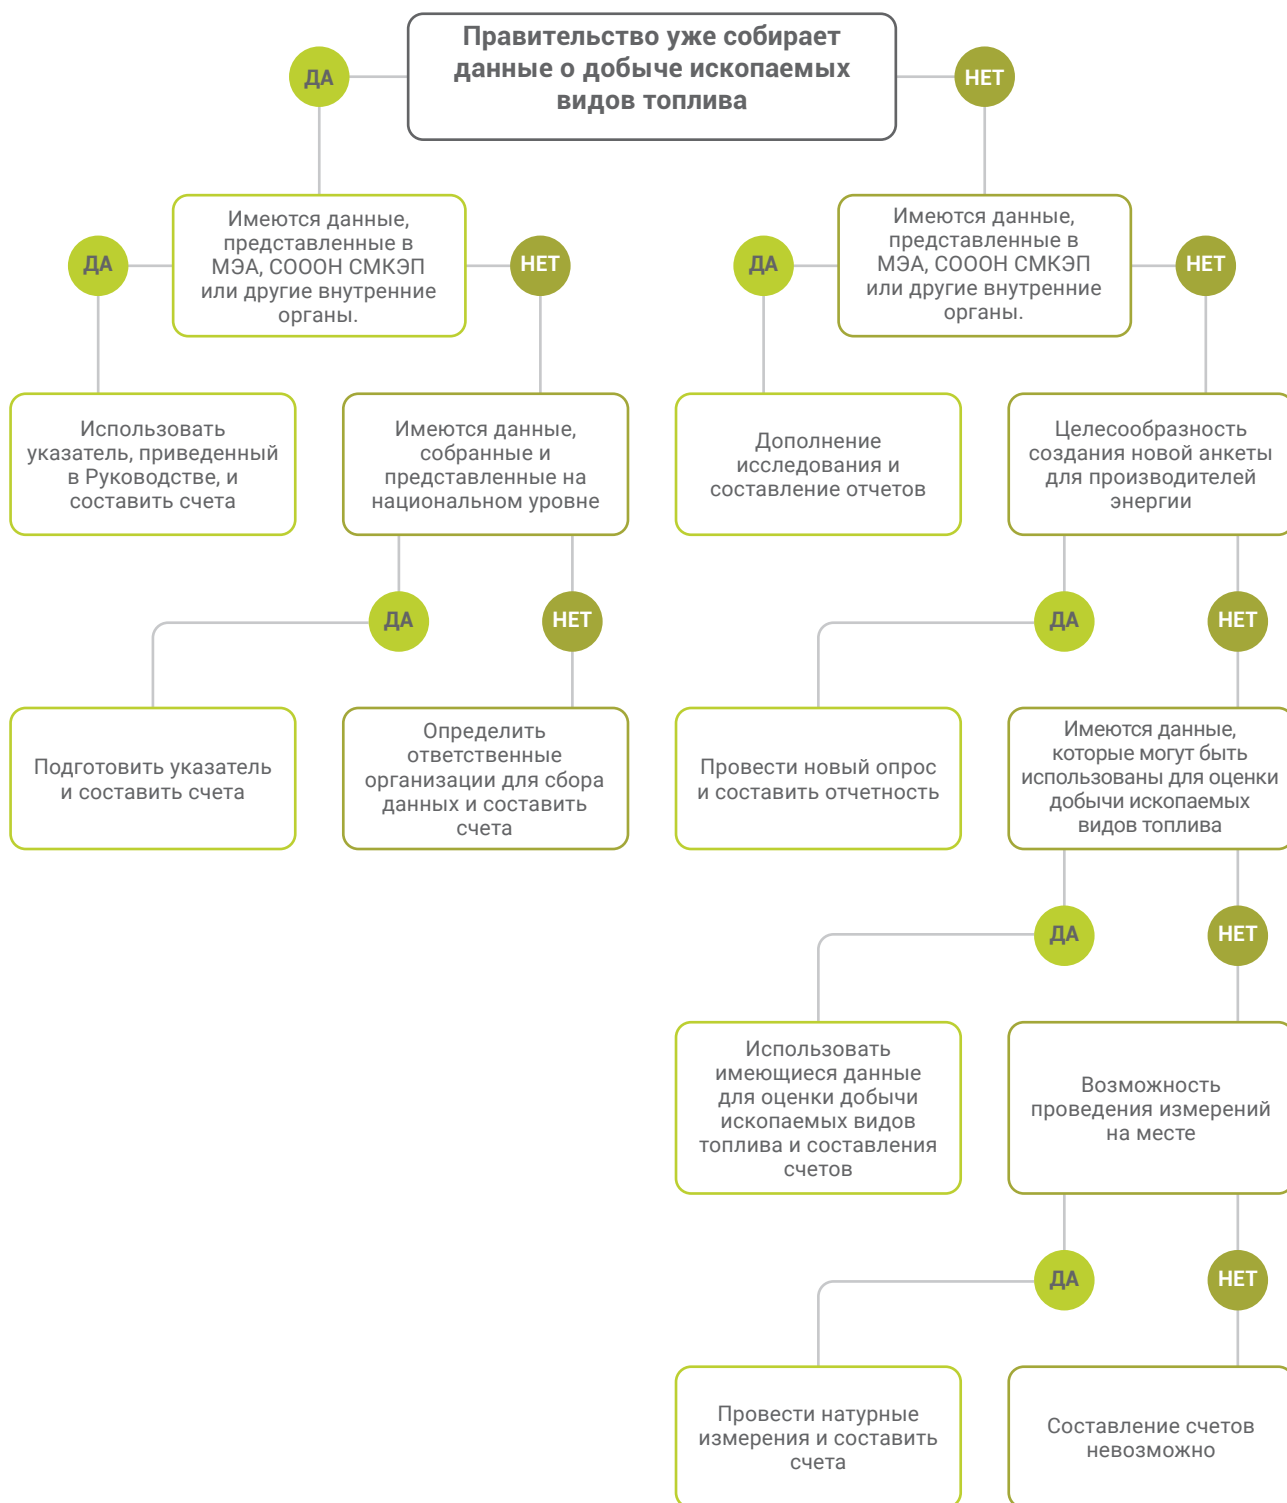 Правительство уже собирает
данные о добыче ископаемых
видов топлива
ДА
НЕТ
Имеются данные,
представленные в
МЭА, СОООН СМКЭП
или другие внутренние
органы.
ДА
НЕТ
Имеются данные,
представленные в
МЭА, СОООН СМКЭП
или другие внутренние
органы.
ДА
НЕТ
Использовать
указатель, приведенный
в Руководстве, и
составить счета
Имеются данные,
собранные и
представленные на
национальном уровне
Дополнение
исследования и
составление отчетов
Целесообразность
создания новой анкеты
для производителей
энергии
ДА
НЕТ
ДА
НЕТ
Подготовить указатель
и составить счета
Определить
ответственные
организации для сбора
данных и составить
счета
Провести новый опрос
и составить отчетность
Имеются данные,
которые могут быть
использованы для оценки
добычи ископаемых
видов топлива
ДА
НЕТ
Использовать
имеющиеся данные
для оценки добычи
ископаемых видов
топлива и составления
счетов
Возможность
проведения измерений
на месте
ДА
НЕТ
Провести натурные
измерения и составить
счета
Составление счетов
невозможно